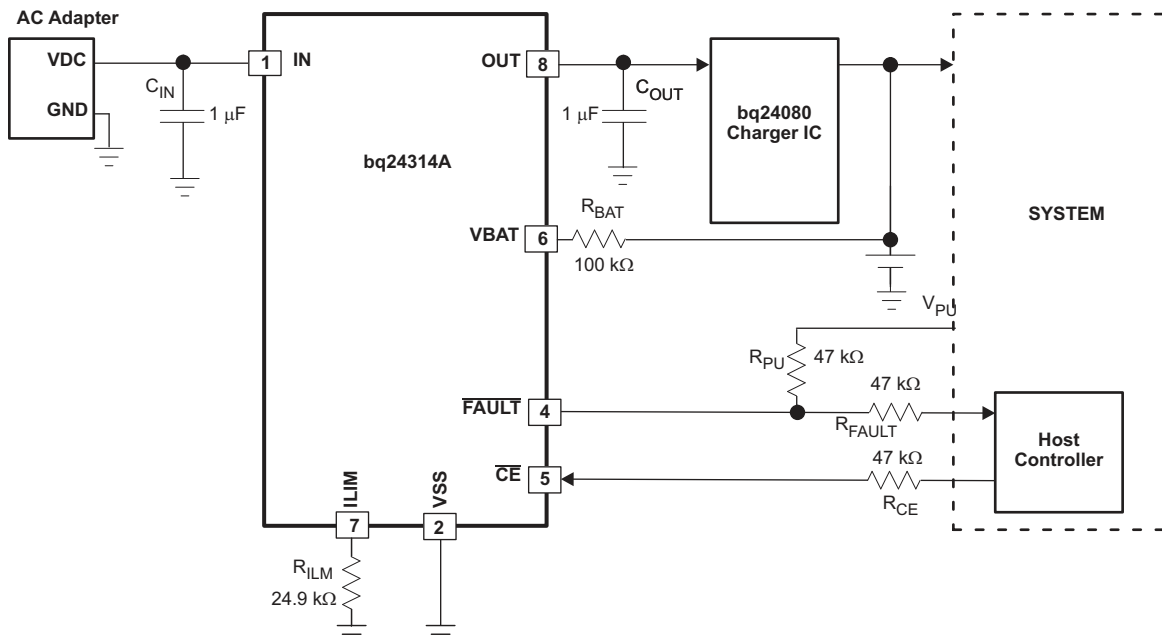 AC Adapter
VDC
GND
C_IN
1 μF
1
IN
bq24314A
OUT
8
C_OUT
1 μF
bq24080
Charger IC
SYSTEM
VBAT
6
R_BAT
100 kΩ
V_PU
R_PU
47 kΩ
FAULT
4
47 kΩ
R_FAULT
Host
Controller
CE
5
47 kΩ
R_CE
ILIM
7
VSS
2
R_ILM
24.9 kΩ